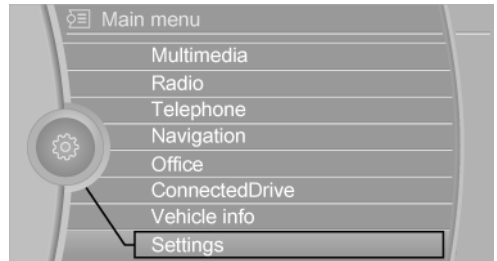 Main menu
Multimedia
Radio
Telephone
Navigation
Office
ConnectedDrive
Vehicle info
Settings